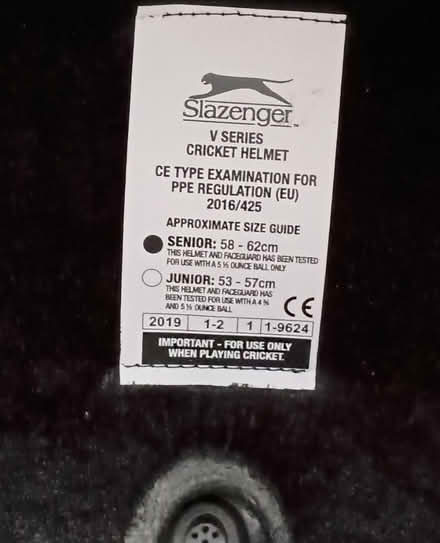 Slazenger
V SERIES
CRICKET HELMET
CE TYPE EXAMINATION FOR
PPE REGULATION (EU)
2016/425
APPROXIMATE SIZE GUIDE
SENIOR: 58 - 62cm
THIS HELMET AND FACEGUARD HAS BEEN TESTED
FOR USE WITH A 5 ½ OUNCE BALL ONLY
JUNIOR: 53 - 57cm
THIS HELMET AND FACEGUARD HAS
BEEN TESTED FOR USE WITH A 4 ¾
AND 5 ½ OUNCE BALL
CE
2019 1-2 1 1-9624
IMPORTANT - FOR USE ONLY
WHEN PLAYING CRICKET.